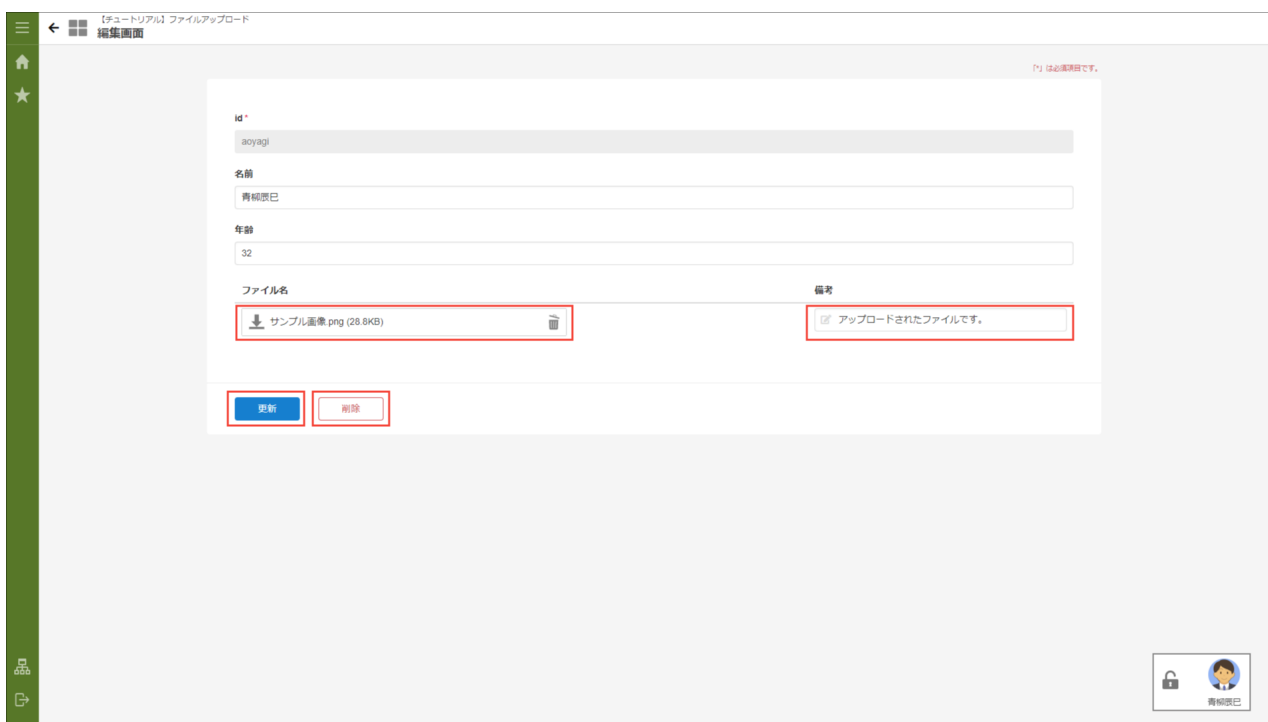 【チュートリアル】ファイルアップロード
編集画面
「*」は必須項目です。
id *
aoyagi
名前
青柳辰巳
年齢
32
ファイル名 備考
サンプル画像.png (28.8KB) アップロードされたファイルです。
更新 削除
青柳辰巳